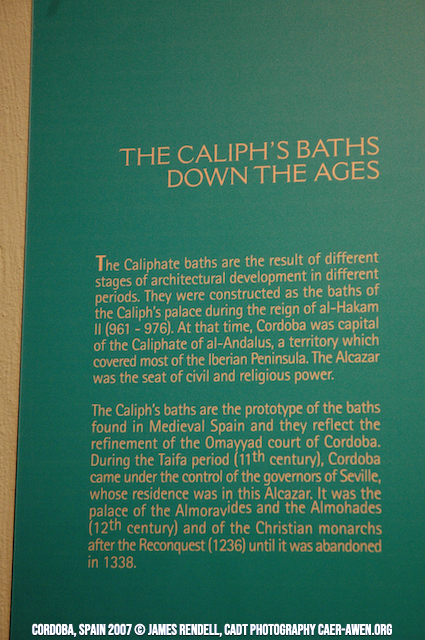 THE CALIPH'S BATHS
DOWN THE AGES
The Caliphate baths are the result of different
stages of architectural development in different
periods. They were constructed as the baths of
the Caliph's palace during the reign of al-Hakam
II (961 - 976). At that time, Cordoba was capital
of the Caliphate of al-Andalus, a territory which
covered most of the Iberian Peninsula. The Alcazar
was the seat of civil and religious power.
The Caliph's baths are the prototype of the baths
found in Medieval Spain and they reflect the
refinement of the Omayyad court of Cordoba.
During the Taifa period (11th century), Cordoba
came under the control of the governors of Seville,
whose residence was in this Alcazar. It was the
palace of the Almoravides and the Almohades
(12th century) and of the Christian monarchs
after the Reconquest (1236) until it was abandoned
in 1338.
CORDOBA, SPAIN 2007 © JAMES RENDELL, CADT PHOTOGRAPHY CAER-AWEN.ORG